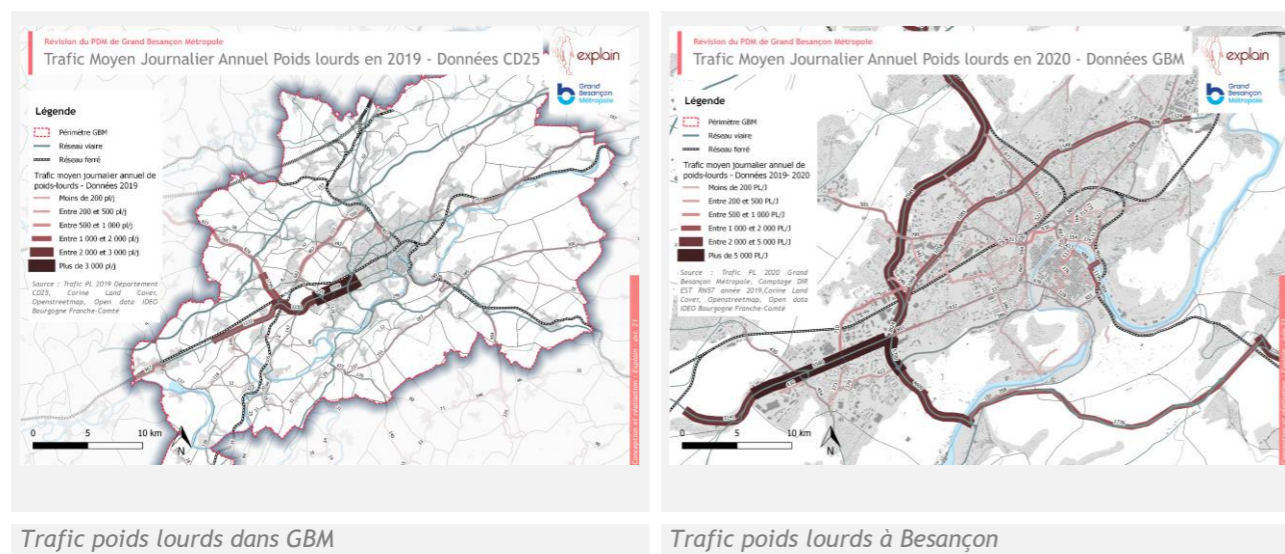 Révision du PDM de Grand Besançon Métropole
Trafic Moyen Journalier Annuel Poids lourds en 2019 - Données CD25
explain
Grand
Besançon
Métropole
Légende
Périmètre GBM
Réseau viaire
Réseau ferré
Trafic moyen journalier annuel de
poids-lourds - Données 2019
Moins de 200 pl/j
Entre 200 et 500 pl/j
Entre 500 et 1 000 pl/j
Entre 1 000 et 2 000 pl/j
Entre 2 000 et 3 000 pl/j
Plus de 3 000 pl/j
Source : Trafic PL 2019 Département
CD25, Corine Land Cover,
Openstreetmap, Open data IDEO
Bourgogne Franche-Comté
0 5 10 km
N
Trafic poids lourds dans GBM
Révision du PDM de Grand Besançon Métropole
Trafic Moyen Journalier Annuel Poids lourds en 2020 - Données GBM
explain
Grand
Besançon
Métropole
Légende
Périmètre GBM
Réseau viaire
Réseau ferré
Trafic moyen journalier annuel de
poids-lourds - Données 2019- 2020
Moins de 200 PL/J
Entre 200 et 500 PL/J
Entre 500 et 1 000 PL/J
Entre 1 000 et 2 000 PL/J
Entre 2 000 et 5 000 PL/J
Plus de 5 000 PL/J
Source : Trafic PL 2020 Grand
Besançon Métropole, Comptage DIR
EST RN57 année 2019,Corine Land
Cover, Openstreetmap, Open data
IDEO Bourgogne Franche-Comté
0 5 10 km
N
Trafic poids lourds à Besançon